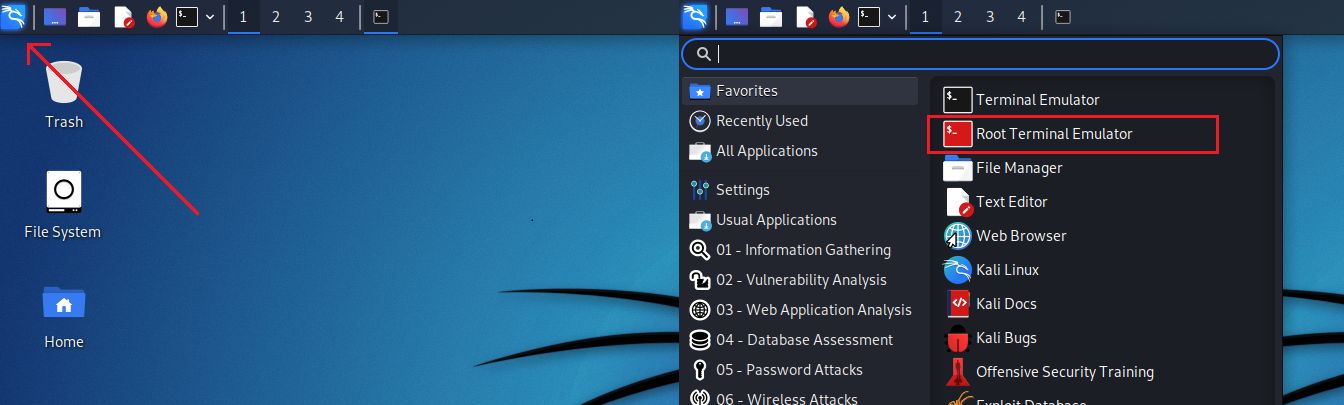 1 2 3 4
Trash
File System
Home
1 2 3 4
Favorites
Recently Used
All Applications
Settings
Usual Applications
01 - Information Gathering
02 - Vulnerability Analysis
03 - Web Application Analysis
04 - Database Assessment
05 - Password Attacks
06 - Wireless Attacks
$_ Terminal Emulator
$_ Root Terminal Emulator
File Manager
Text Editor
Web Browser
Kali Linux
Kali Docs
Kali Bugs
Offensive Security Training
Exploit Database